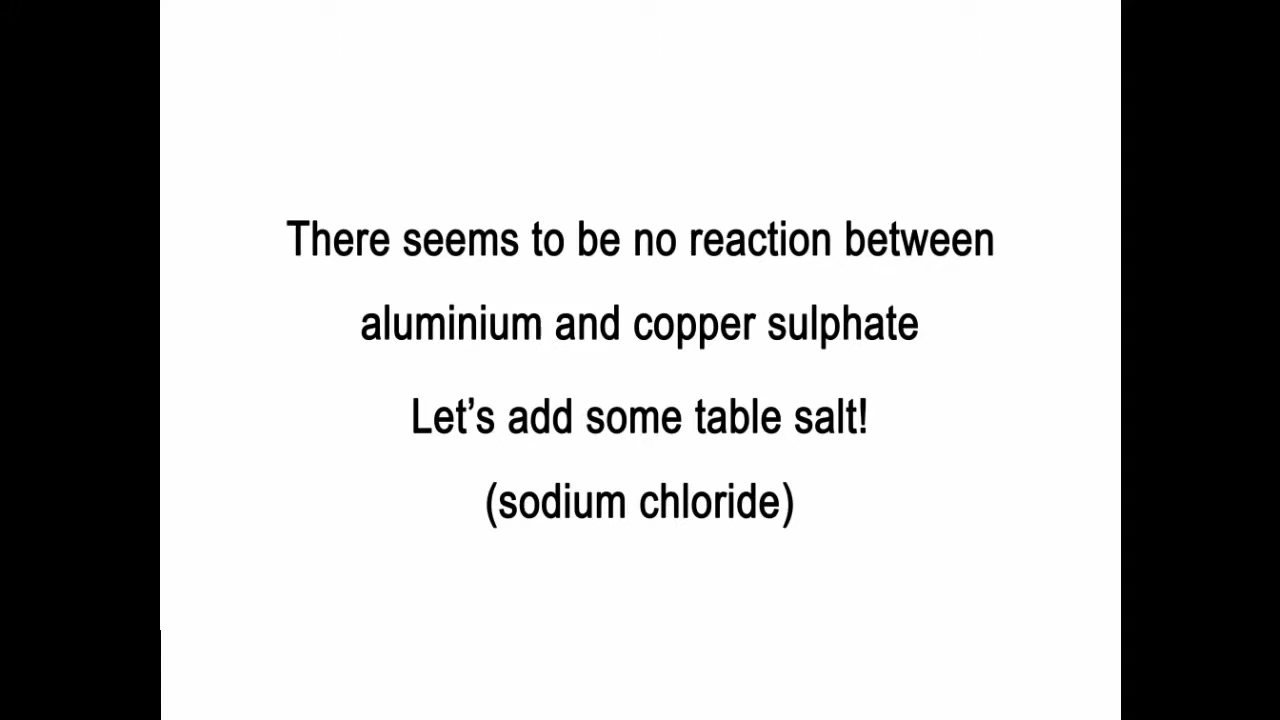 There seems to be no reaction between
aluminium and copper sulphate
Let’s add some table salt!
(sodium chloride)